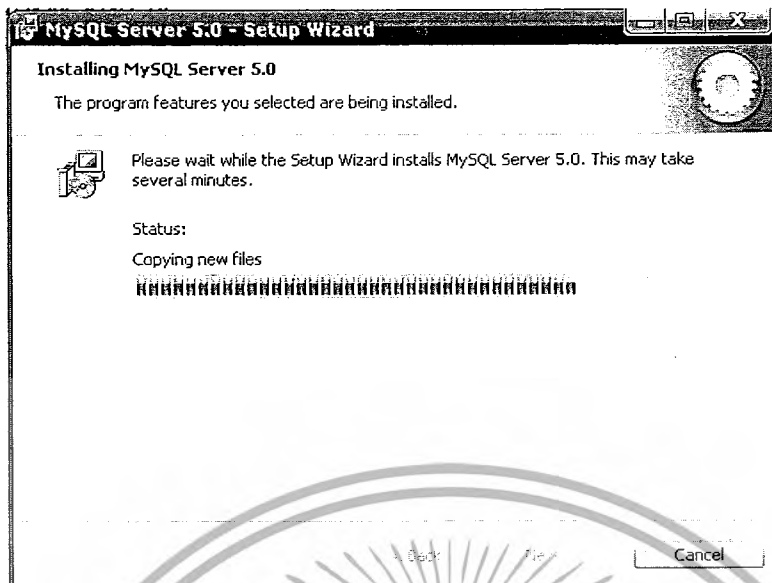 MySQL Server 5.0 - Setup Wizard
Installing MySQL Server 5.0
The program features you selected are being installed.
Please wait while the Setup Wizard installs MySQL Server 5.0. This may take
several minutes.
Status:
Copying new files
< Back Next > Cancel